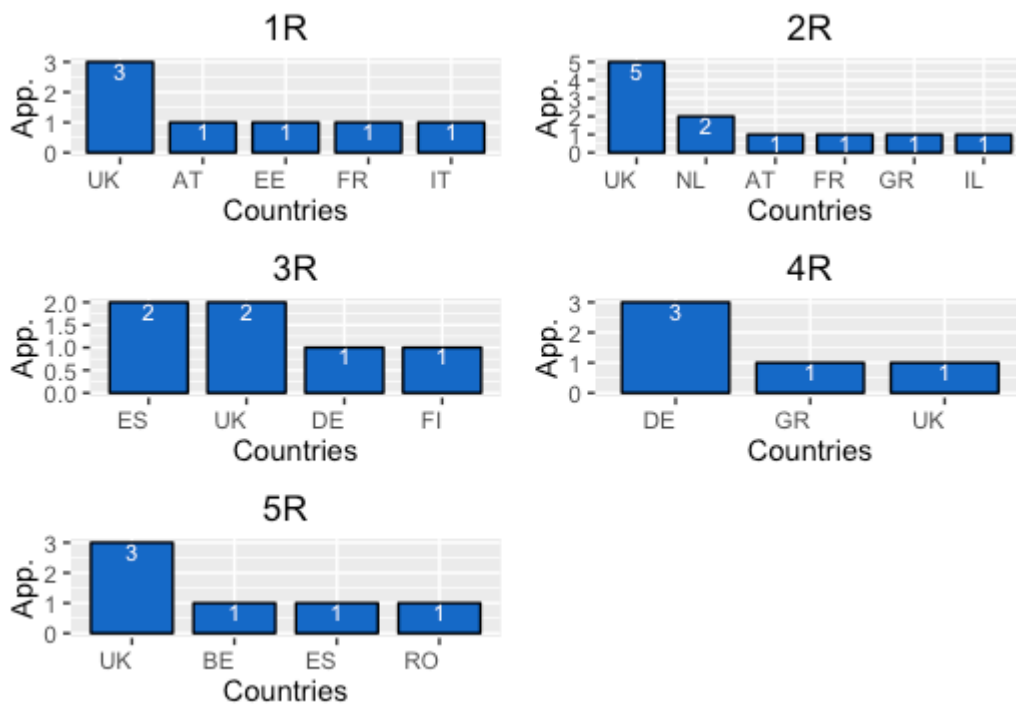 1R
App.
3
2
1
0
3
1
1
1
1
UK AT EE FR IT
Countries
2R
App.
5
4
3
2
1
0
5
2
1
1
1
1
UK NL AT FR GR IL
Countries
3R
App.
2.0
1.5
1.0
0.5
0.0
2
2
1
1
ES UK DE FI
Countries
4R
App.
3
2
1
0
3
1
1
DE GR UK
Countries
5R
App.
3
2
1
0
3
1
1
1
UK BE ES RO
Countries